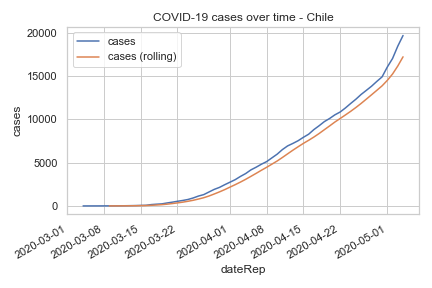 COVID-19 cases over time - Chile
cases
cases (rolling)
20000
15000
10000
5000
0
cases
2020-03-01
2020-03-08
2020-03-15
2020-03-22
2020-04-01
2020-04-08
2020-04-15
2020-04-22
2020-05-01
dateRep